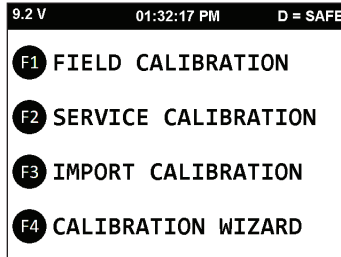 9.2 V 01:32:17 PM D = SAFE
F1 FIELD CALIBRATION
F2 SERVICE CALIBRATION
F3 IMPORT CALIBRATION
F4 CALIBRATION WIZARD